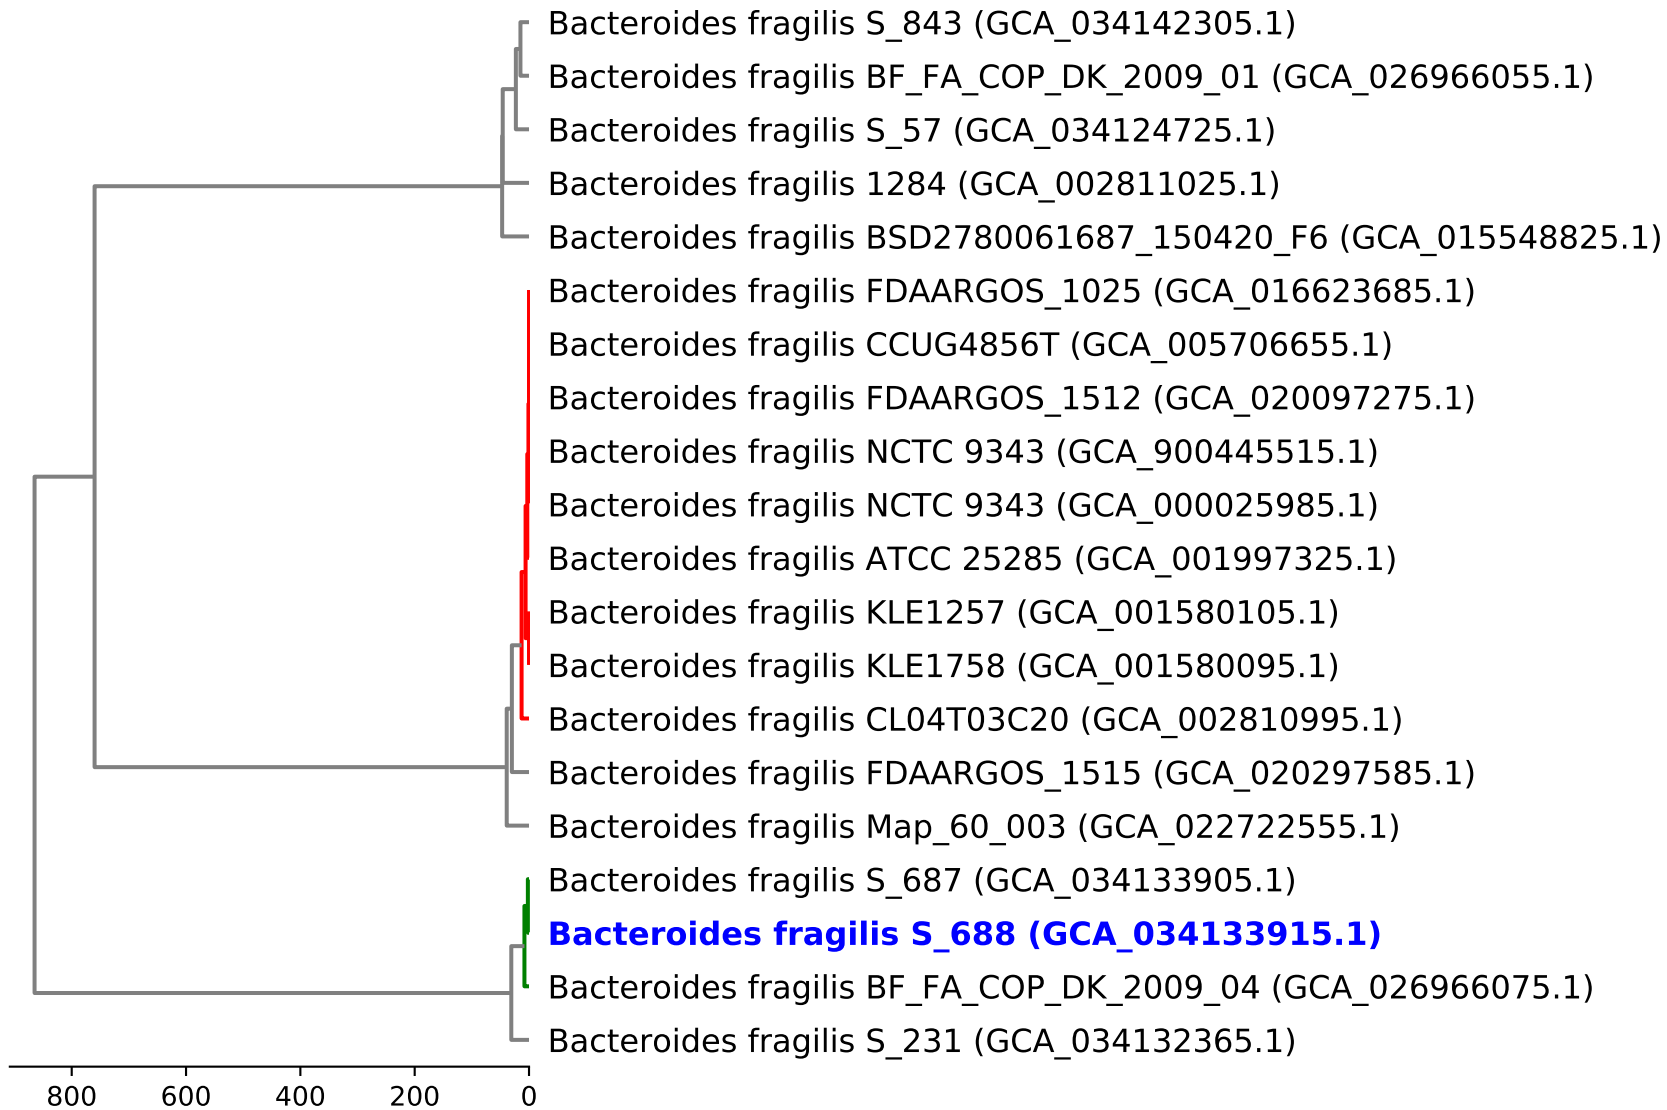 Bacteroides fragilis S_843 (GCA_034142305.1)
Bacteroides fragilis BF_FA_COP_DK_2009_01 (GCA_026966055.1)
Bacteroides fragilis S_57 (GCA_034124725.1)
Bacteroides fragilis 1284 (GCA_002811025.1)
Bacteroides fragilis BSD2780061687_150420_F6 (GCA_015548825.1)
Bacteroides fragilis FDAARGOS_1025 (GCA_016623685.1)
Bacteroides fragilis CCUG4856T (GCA_005706655.1)
Bacteroides fragilis FDAARGOS_1512 (GCA_020097275.1)
Bacteroides fragilis NCTC 9343 (GCA_900445515.1)
Bacteroides fragilis NCTC 9343 (GCA_000025985.1)
Bacteroides fragilis ATCC 25285 (GCA_001997325.1)
Bacteroides fragilis KLE1257 (GCA_001580105.1)
Bacteroides fragilis KLE1758 (GCA_001580095.1)
Bacteroides fragilis CL04T03C20 (GCA_002810995.1)
Bacteroides fragilis FDAARGOS_1515 (GCA_020297585.1)
Bacteroides fragilis Map_60_003 (GCA_022722555.1)
Bacteroides fragilis S_687 (GCA_034133905.1)
Bacteroides fragilis S_688 (GCA_034133915.1)
Bacteroides fragilis BF_FA_COP_DK_2009_04 (GCA_026966075.1)
Bacteroides fragilis S_231 (GCA_034132365.1)
800 600 400 200 0